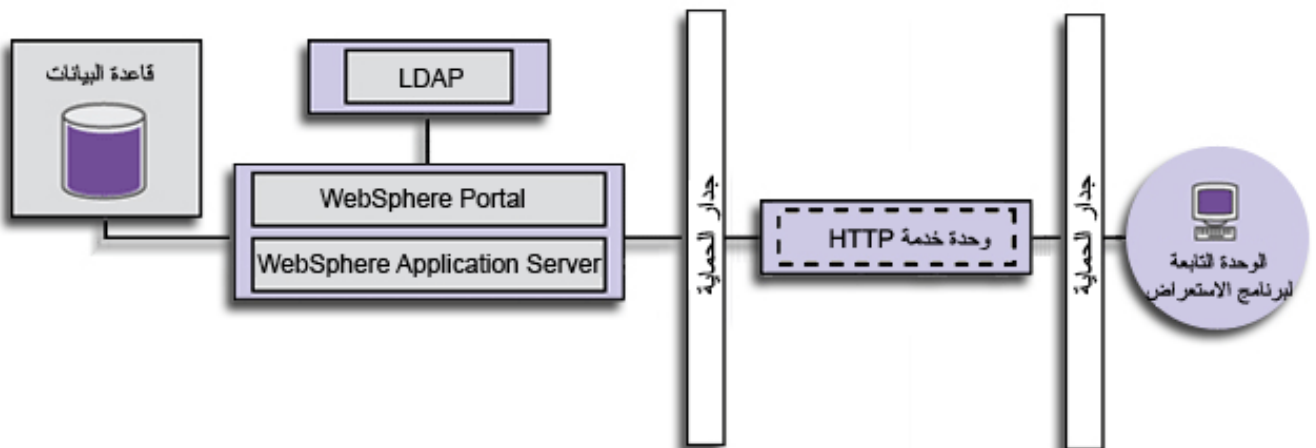 قاعدة البيانات
LDAP
WebSphere Portal
WebSphere Application Server
جدار الحماية
وحدة خدمة HTTP
جدار الحماية
الوحدة التابعة
لبرنامج الاستعراض